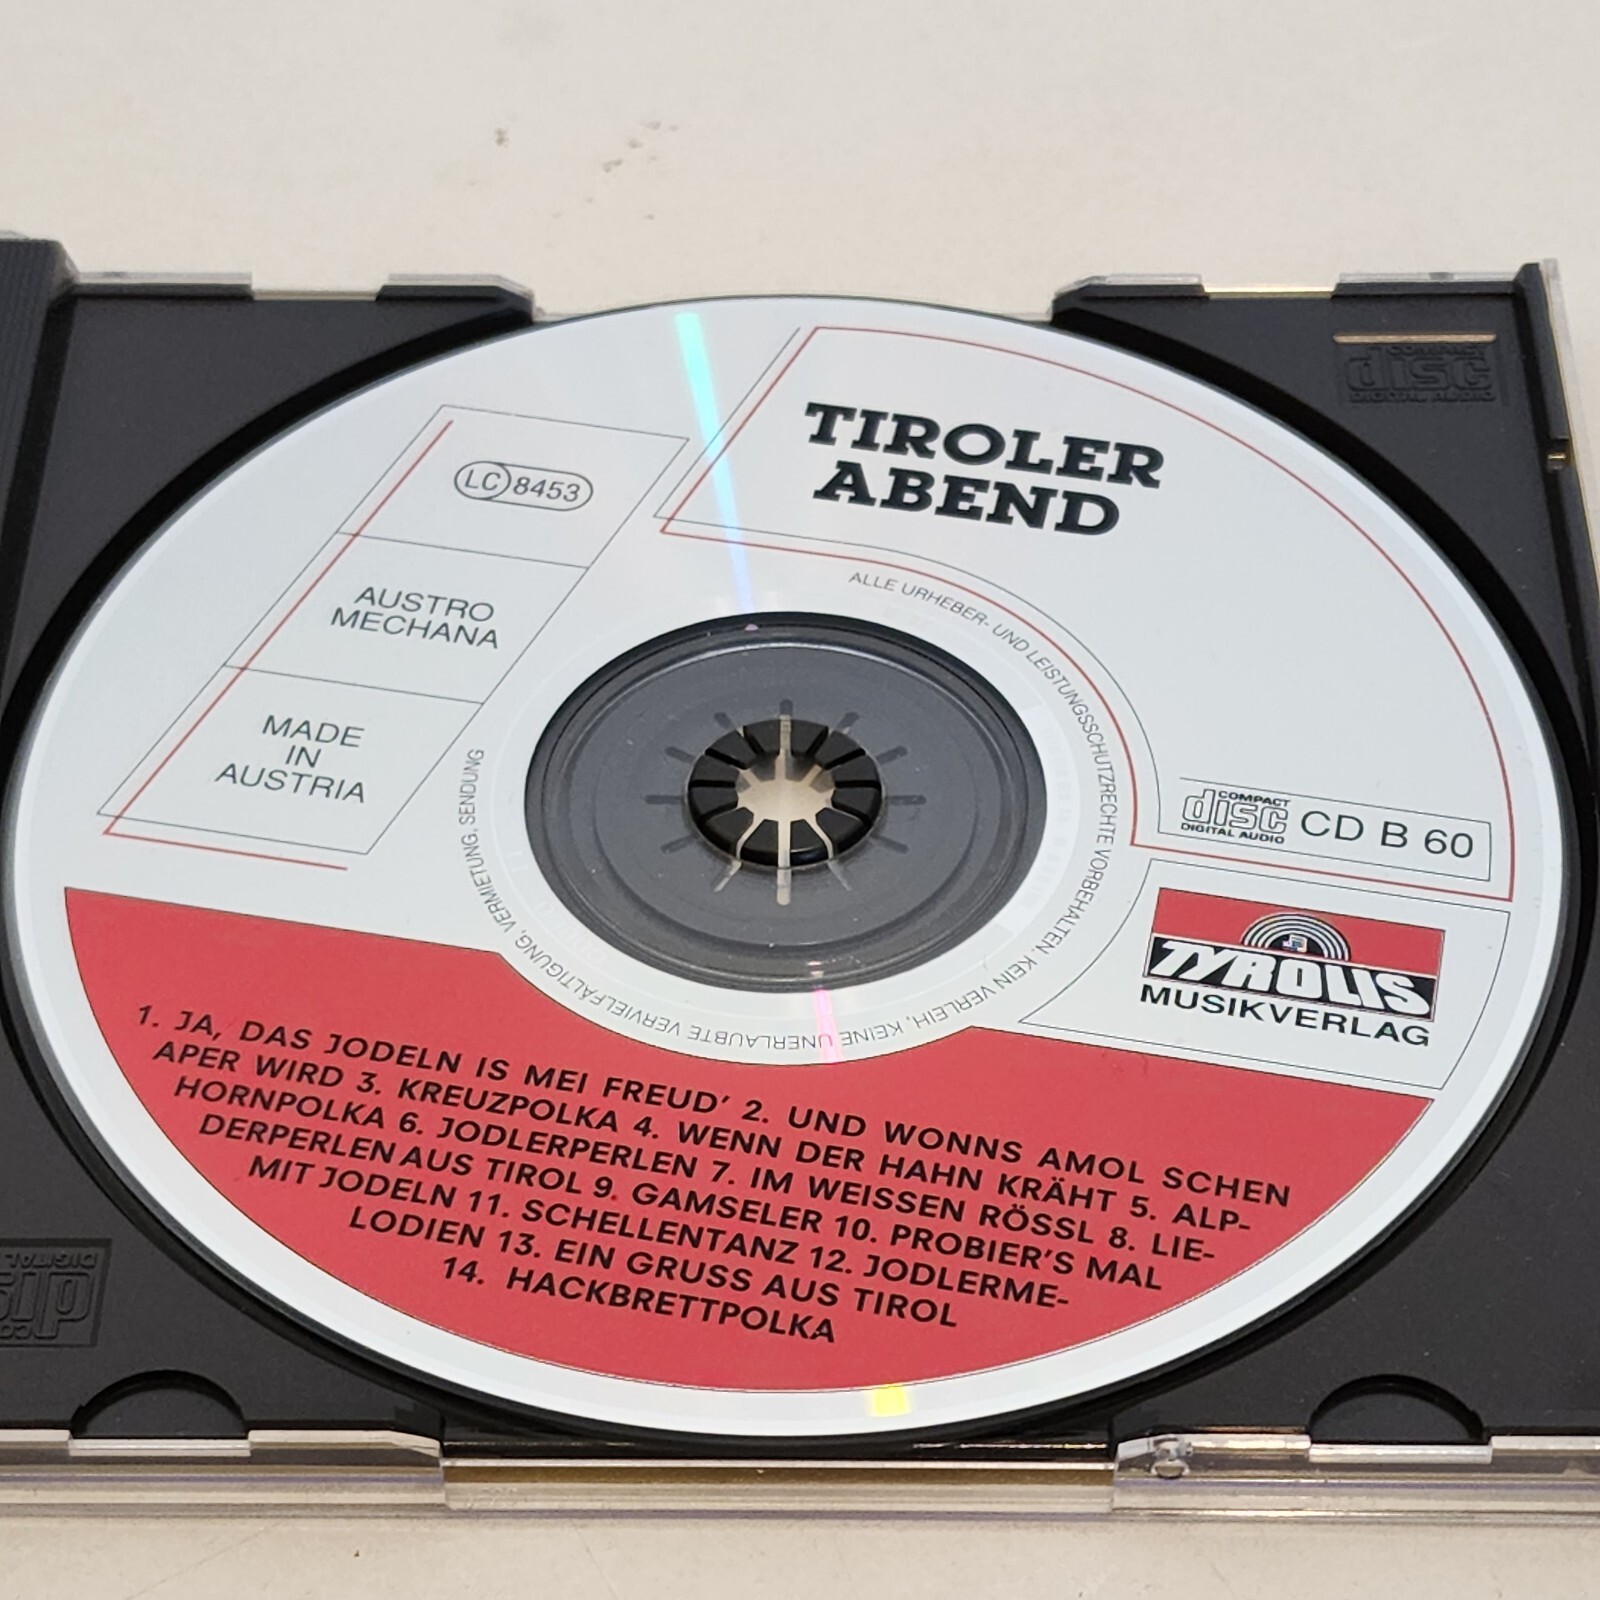 TIROLER
ABEND
LC 8453
AUSTRO
MECHANA
MADE
IN
AUSTRIA
ALLE URHEBER- UND LEISTUNGSSCHUTZRECHTE VORBEHALTEN. KEIN VERLEIH, KEINE UNERLAUBTE VERVIELFÄLTIGUNG, VERMIETUNG, SENDUNG
COMPACT
disc
DIGITAL AUDIO
CD B 60
TYROLIS
MUSIKVERLAG
1. JA, DAS JODELN IS MEI FREUD' 2. UND WONNS AMOL SCHEN
APER WIRD 3. KREUZPOLKA 4. WENN DER HAHN KRÄHT 5. ALP-
HORNPOLKA 6. JODLERPERLEN 7. IM WEISSEN RÖSSL 8. LIE-
DERPERLEN AUS TIROL 9. GAMSELER 10. PROBIER'S MAL
MIT JODELN 11. SCHELLENTANZ 12. JODLERME-
LODIEN 13. EIN GRUSS AUS TIROL
14. HACKBRETTPOLKA
COMPACT
disc
DIGITAL AUDIO